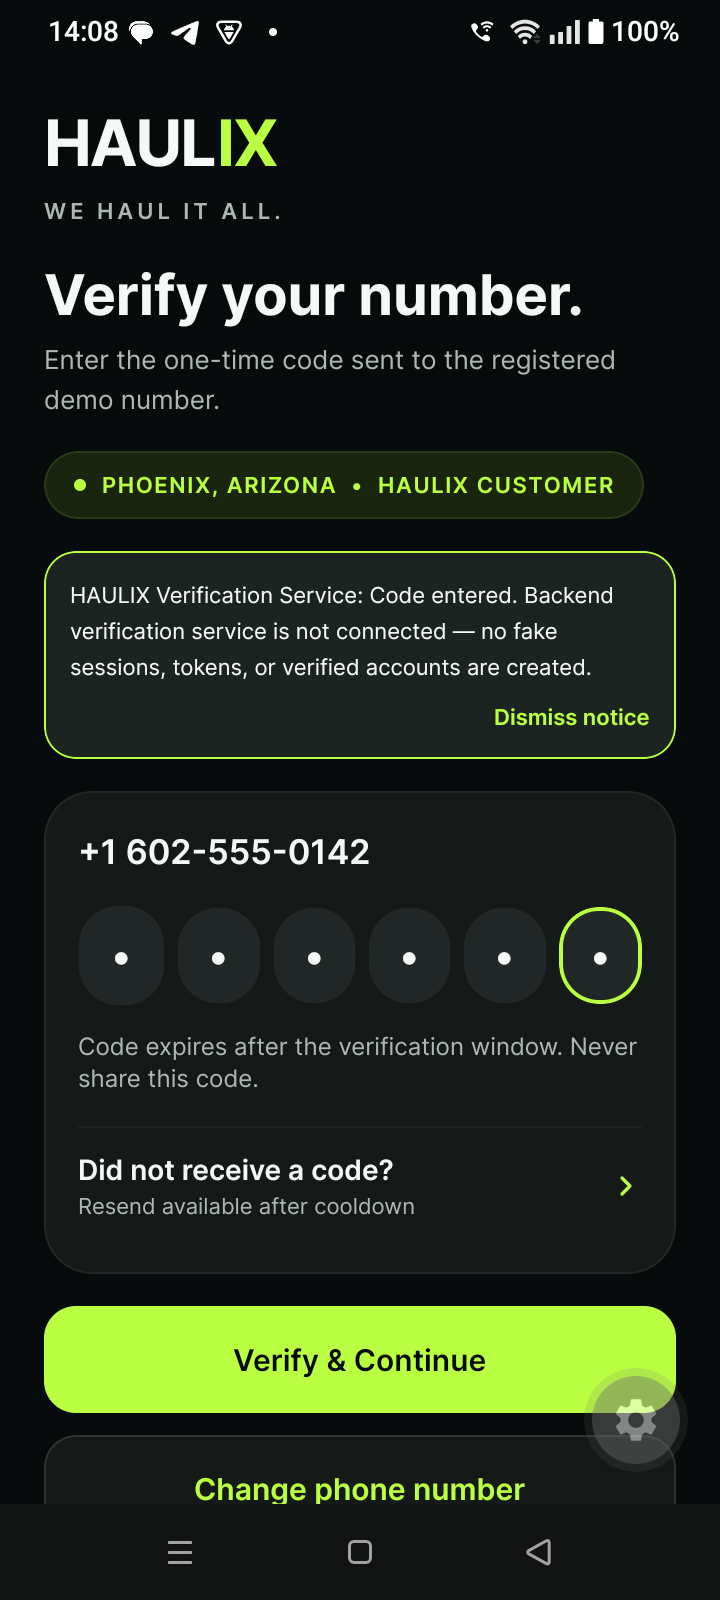 14:08
100%
HAULIX
WE HAUL IT ALL.
Verify your number.
Enter the one-time code sent to the registered
demo number.
PHOENIX, ARIZONA • HAULIX CUSTOMER
HAULIX Verification Service: Code entered. Backend
verification service is not connected — no fake
sessions, tokens, or verified accounts are created.
Dismiss notice
+1 602-555-0142
Code expires after the verification window. Never
share this code.
Did not receive a code?
Resend available after cooldown
Verify & Continue
Change phone number